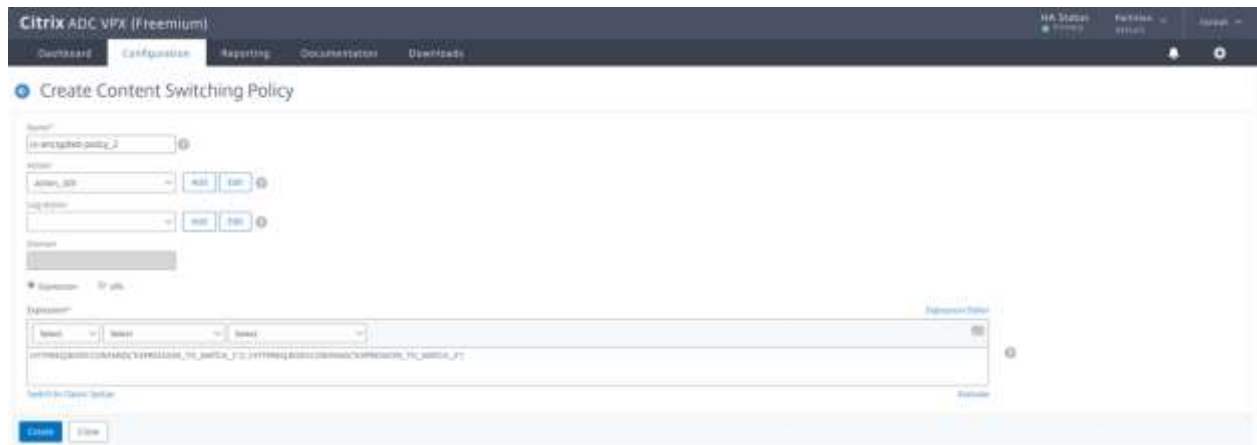 Citrix ADC VPX (Freemium)
HA Status
Primary
Partition
default
Dashboard Configuration Reporting Documentation Downloads
Create Content Switching Policy
Name*
Action
Add Edit
Log Action
Add Edit
Domain
Expression URL
Expression*
Expression Editor
Select Select Select
Switch to Classic Syntax
Evaluate
Create Close